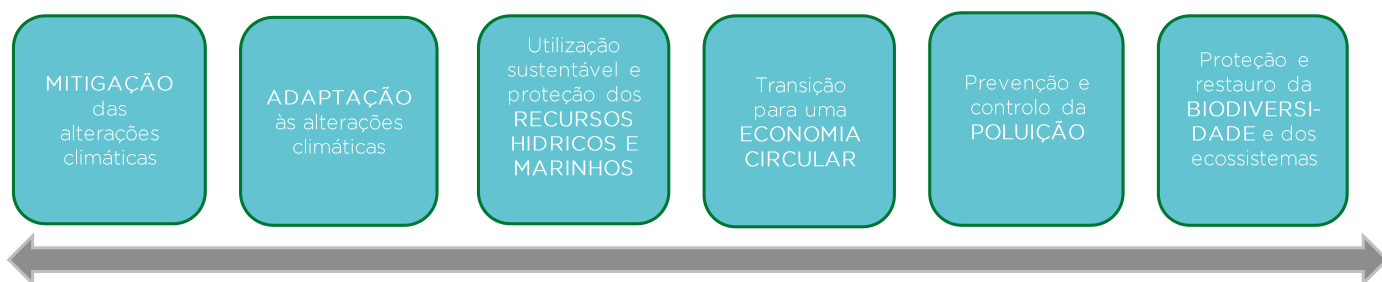 MITIGAÇÃO
das
alterações
climáticas
ADAPTAÇÃO
às alterações
climáticas
Utilização
sustentável e
proteção dos
RECURSOS
HIDRICOS E
MARINHOS
Transição
para uma
ECONOMIA
CIRCULAR
Prevenção e
controlo da
POLUIÇÃO
Proteção e
restauro da
BIODIVERSI-
DADE e dos
ecossistemas